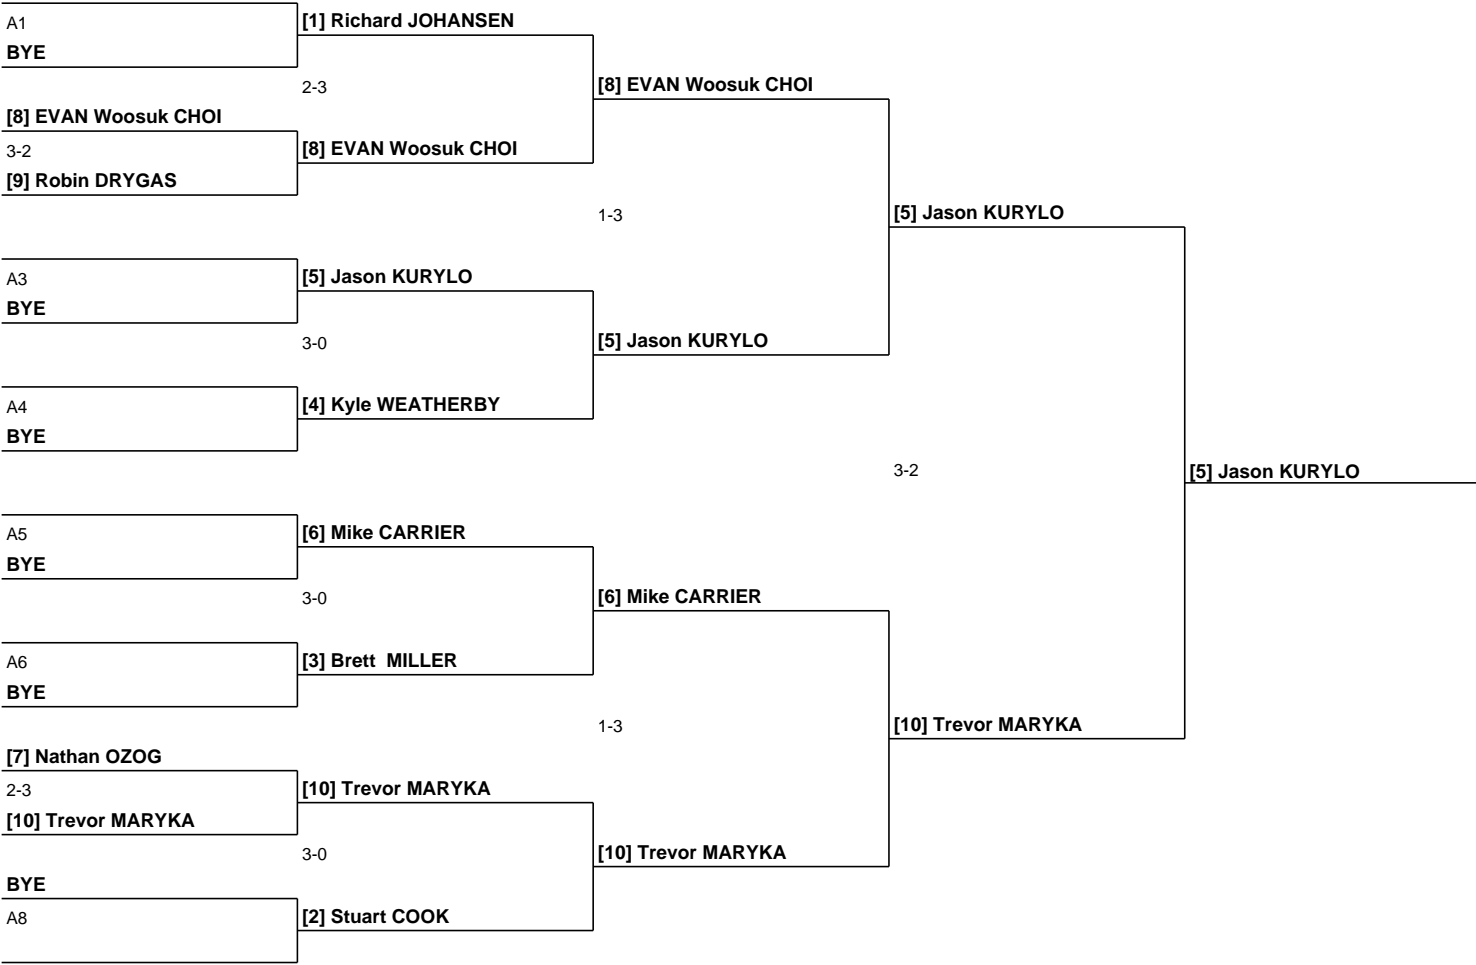 A1
[1] Richard JOHANSEN
BYE
2-3
[8] EVAN Woosuk CHOI
[8] EVAN Woosuk CHOI
3-2
[8] EVAN Woosuk CHOI
[9] Robin DRYGAS
1-3
[5] Jason KURYLO
A3
[5] Jason KURYLO
BYE
3-0
[5] Jason KURYLO
A4
[4] Kyle WEATHERBY
BYE
3-2
[5] Jason KURYLO
A5
[6] Mike CARRIER
BYE
3-0
[6] Mike CARRIER
A6
[3] Brett  MILLER
BYE
1-3
[10] Trevor MARYKA
[7] Nathan OZOG
2-3
[10] Trevor MARYKA
[10] Trevor MARYKA
3-0
[10] Trevor MARYKA
BYE
A8
[2] Stuart COOK